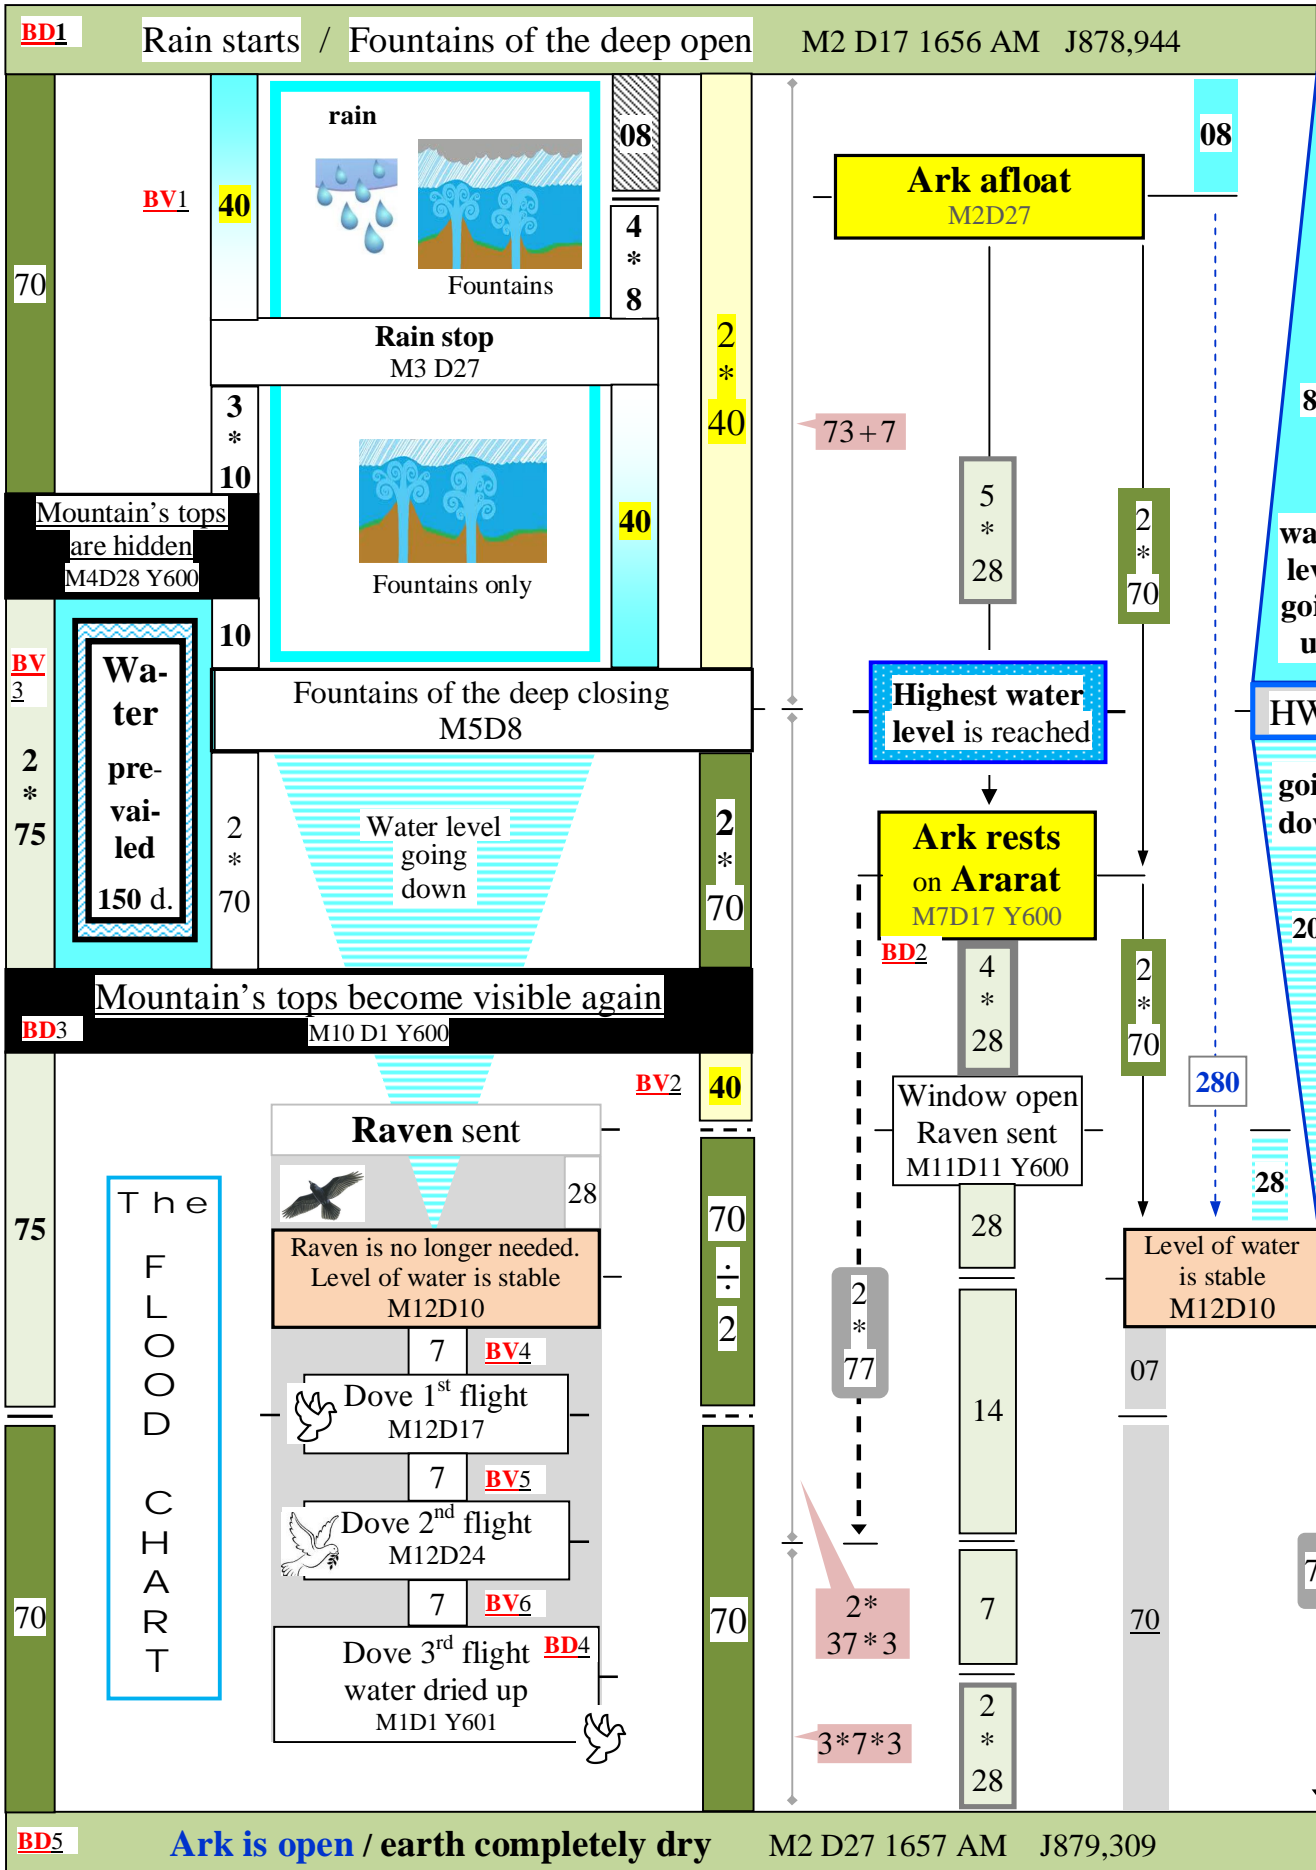 BD1 Rain starts / Fountains of the deep open M2 D17 1656 AM J878,944
70
BV1
40
rain
Fountains
08
4
*
8
Rain stop
M3 D27
3
*
10
Fountains only
40
2
*
40
Mountain's tops
are hidden
M4D28 Y600
10
BV
3
2
*
75
Wa-
ter
pre-
vai-
led
150 d.
Fountains of the deep closing
M5D8
2
*
70
Water level
going
down
2
*
70
Mountain's tops become visible again
BD3 M10 D1 Y600
BV2 40
Raven sent
28
Raven is no longer needed.
Level of water is stable
M12D10
7 BV4
Dove 1st flight
M12D17
7 BV5
Dove 2nd flight
M12D24
7 BV6
Dove 3rd flight BD4
water dried up
M1D1 Y601
75
70
The
FLOOD
CHART
70
÷
2
70
73+7
2*
37*3
3*7*3
Ark afloat
M2D27
08
5
*
28
2
*
70
Highest water
level is reached
Ark rests
on Ararat
M7D17 Y600
BD2
4
*
28
2
*
70
280
Window open
Raven sent
M11D11 Y600
28
28
2
*
77
14
7
2
*
28
Level of water
is stable
M12D10
07
70
8
u
HW
20
7
BD5 Ark is open / earth completely dry M2 D27 1657 AM J879,309